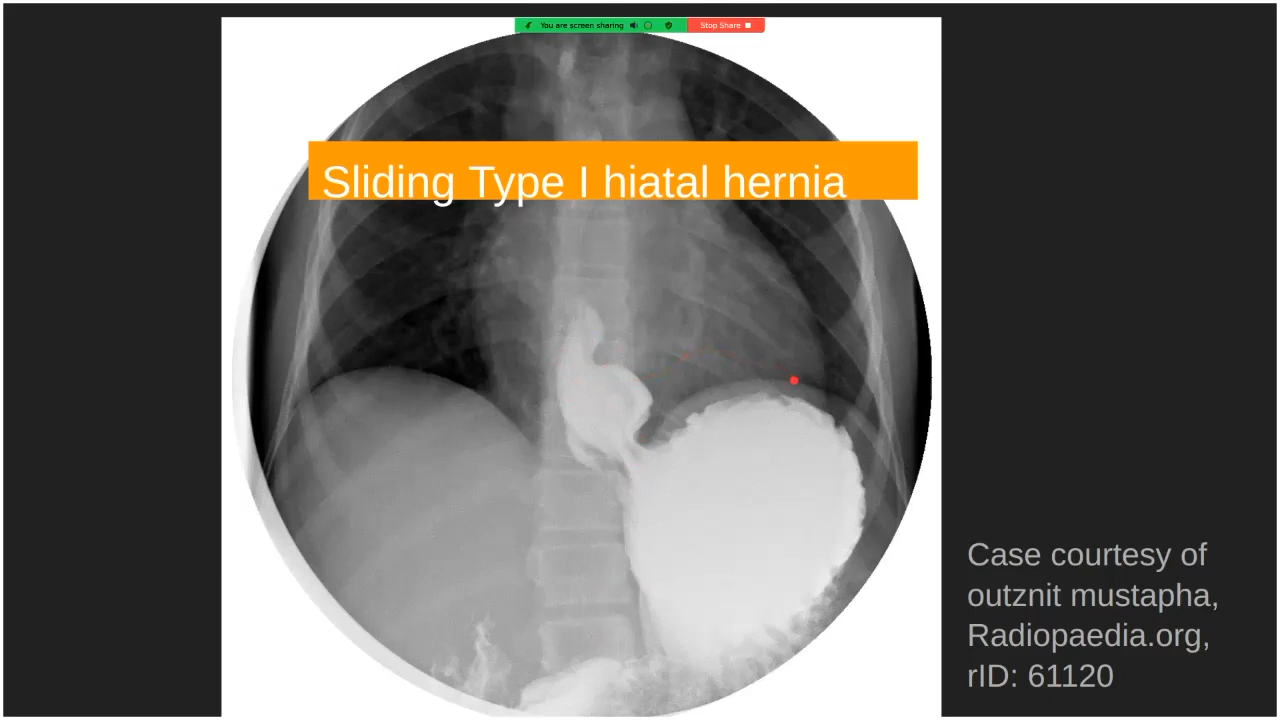 You are screen sharing
Stop Share
Sliding Type I hiatal hernia
Case courtesy of
outznit mustapha,
Radiopaedia.org,
rID: 61120